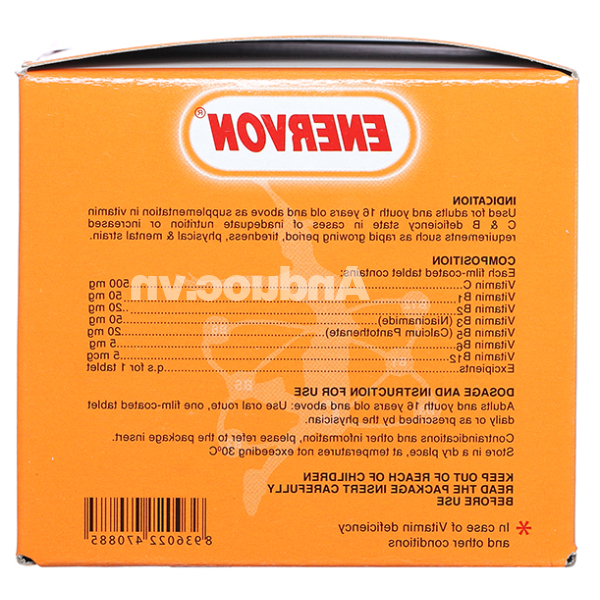 ENERVON®
INDICATION
Used for adults and youth 16 years old and above as supplementation in vitamin
C & B deficiency state in cases of inadequate nutrition or increased
requirements such as rapid growing period, tiredness, physical & mental strain.
COMPOSITION
Each film-coated tablet contains:
Vitamin C..........500 mg
Vitamin B1..........50 mg
Vitamin B2..........20 mg
Vitamin B3 (Niacinamide)..........50 mg
Vitamin B5 (Calcium Pantothenate)..........20 mg
Vitamin B6..........5 mg
Vitamin B12..........5 mcg
Excipients..........q.s for 1 tablet
Anduoc.vn
DOSAGE AND INSTRUCTION FOR USE
Adults and youth 16 years old and above: Use oral route, one film-coated tablet
daily or as prescribed by the physician.
Contraindications and other information, please refer to the package insert.
Store in a dry place, at temperatures not exceeding 30ºC
KEEP OUT OF REACH OF CHILDREN
READ THE PACKAGE INSERT CAREFULLY
BEFORE USE
* In case of Vitamin deficiency
and other conditions
8 936022 470885